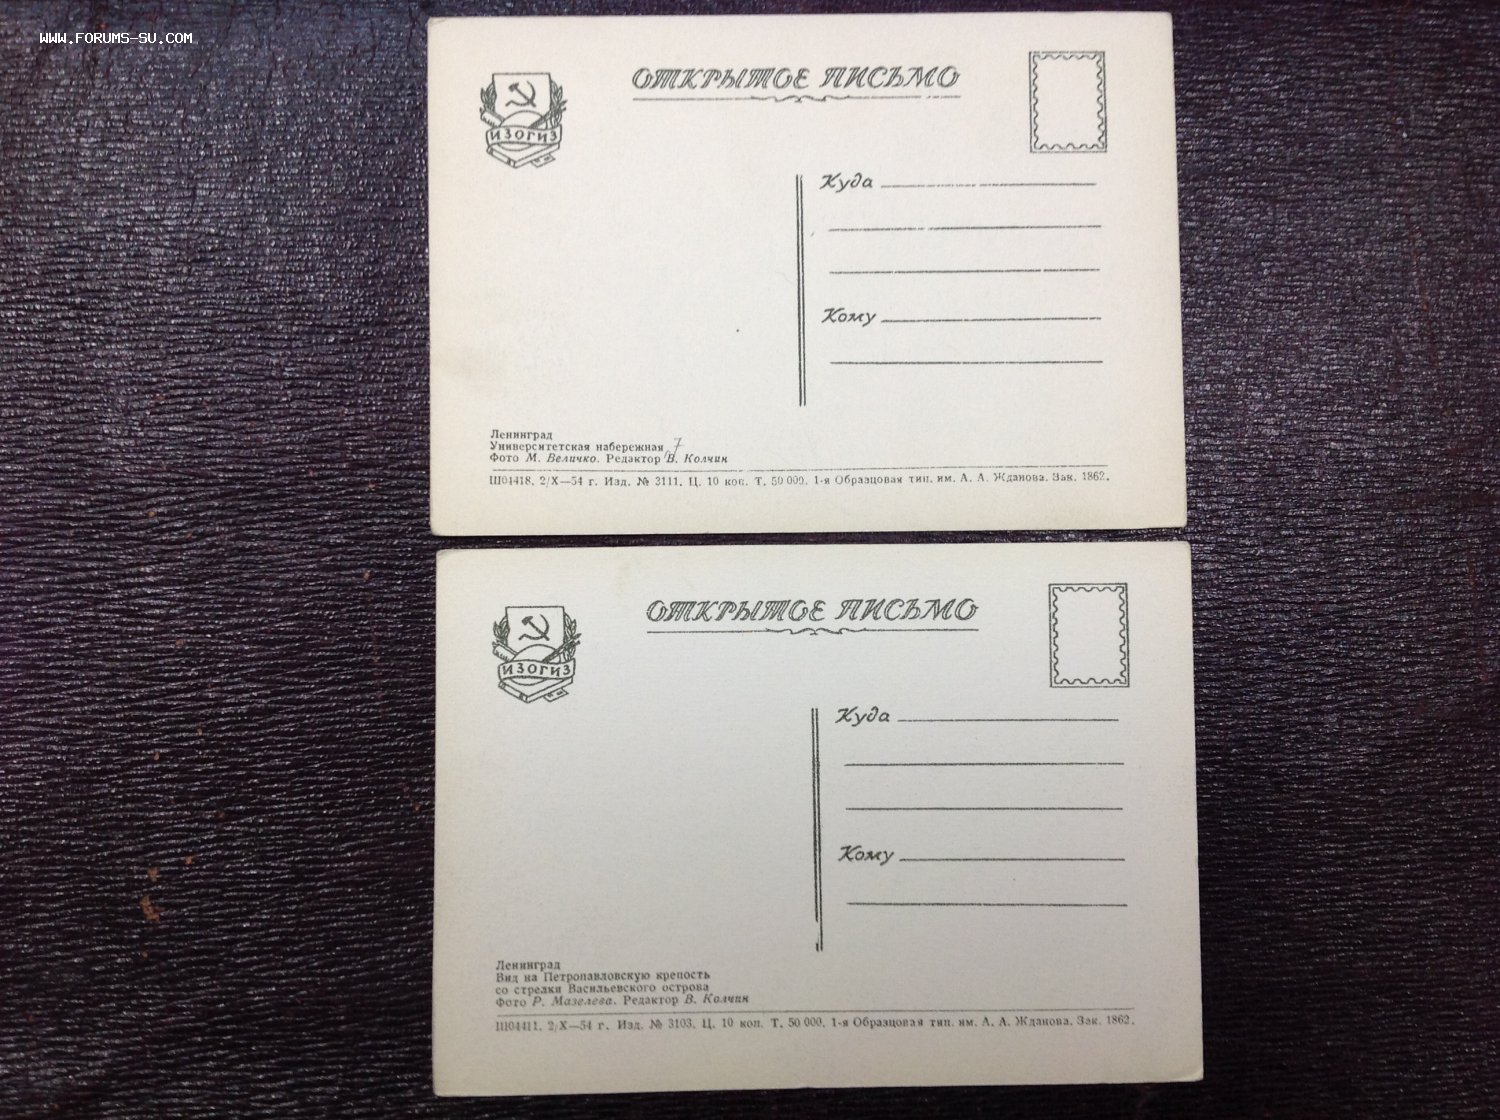 WWW.FORUMS-SU.COM
ОТКРЫТОЕ ПИСЬМО
ИЗОГИЗ
Куда
Кому
Ленинград
Университетская набережная 7
Фото М. Величко. Редактор В. Колчин
Ш04418. 2/X—54 г. Изд. № 3111. Ц. 10 коп. Т. 50 000. 1-я Образцовая тип. им. А. А. Жданова. Зак. 1862.
ОТКРЫТОЕ ПИСЬМО
ИЗОГИЗ
Куда
Кому
Ленинград
Вид на Петропавловскую крепость
со стрелки Васильевского острова
Фото Р. Мазелева. Редактор В. Колчин
Ш04411. 2/X—54 г. Изд. № 3103. Ц. 10 коп. Т. 50 000. 1-я Образцовая тип. им. А. А. Жданова. Зак. 1862.